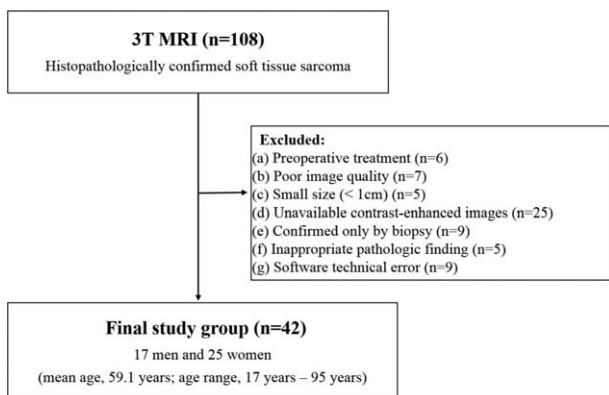 3T MRI (n=108)
Histopathologically confirmed soft tissue sarcoma
Excluded:
(a) Preoperative treatment (n=6)
(b) Poor image quality (n=7)
(c) Small size (< 1cm) (n=5)
(d) Unavailable contrast-enhanced images (n=25)
(e) Confirmed only by biopsy (n=9)
(f) Inappropriate pathologic finding (n=5)
(g) Software technical error (n=9)
Final study group (n=42)
17 men and 25 women
(mean age, 59.1 years; age range, 17 years – 95 years)